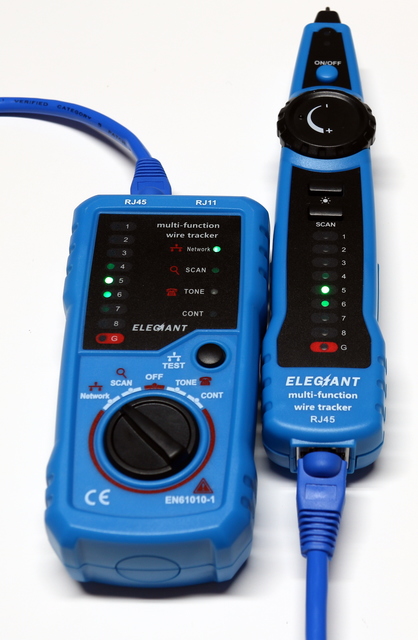 VERIFIED CATEGORY
RJ45 RJ11
multi-function
wire tracker
Network
SCAN
TONE
CONT
1
2
3
4
5
6
7
8
G
ELEGIANT
TEST
Network SCAN OFF TONE CONT
CE
EN61010-1
ON/OFF
-
+
SCAN
1
2
3
4
5
6
7
8
G
ELEGIANT
multi-function
wire tracker
RJ45